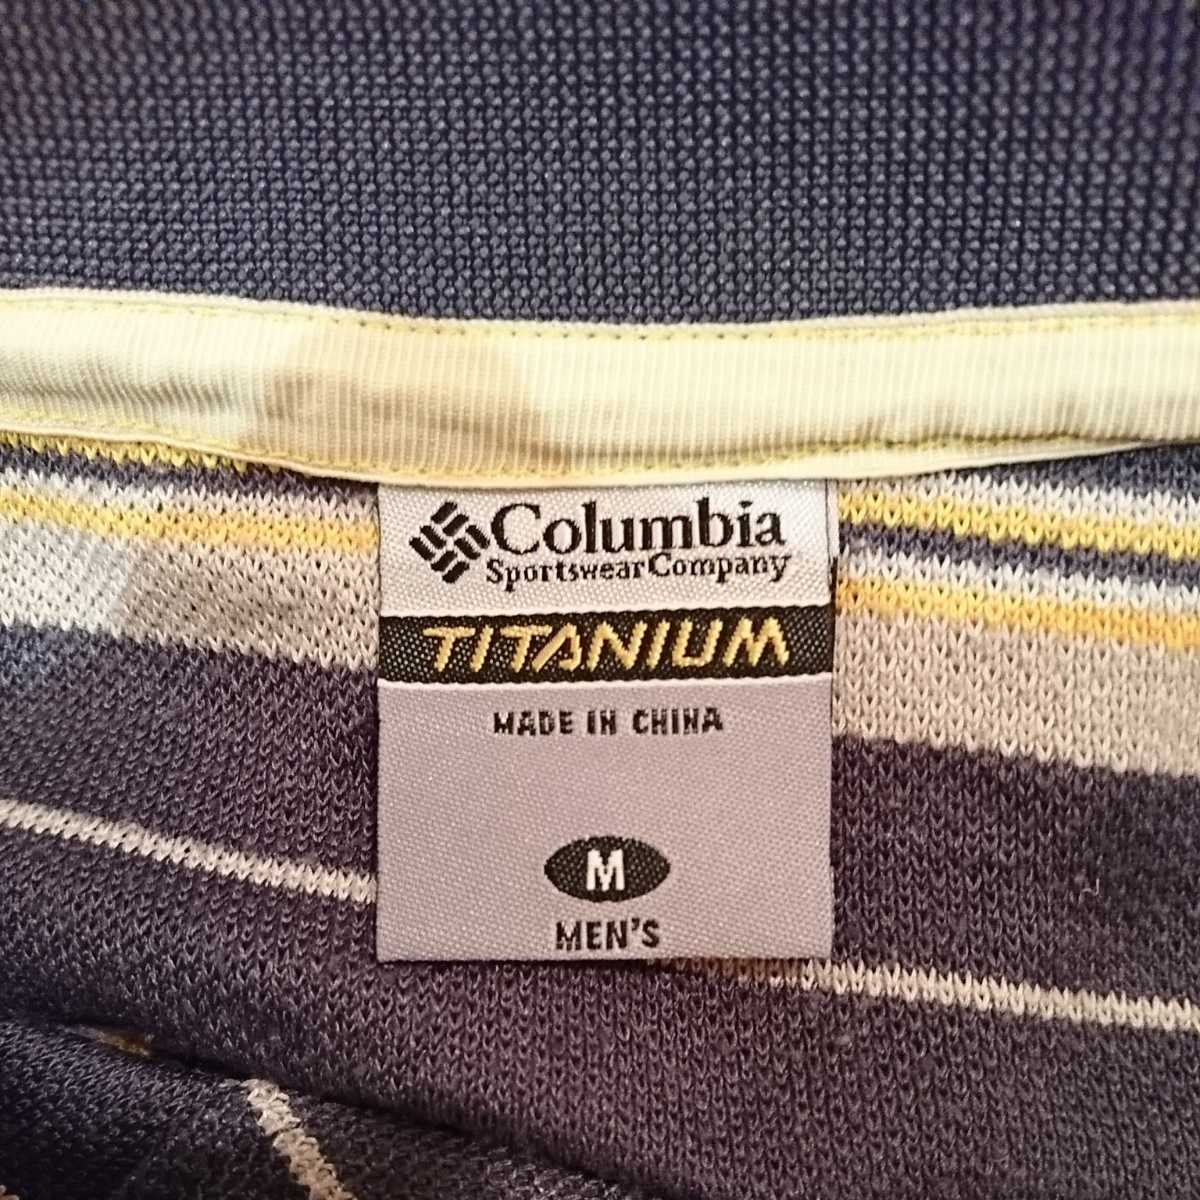 Columbia
Sportswear Company
TITANIUM
MADE IN CHINA
M
MEN'S